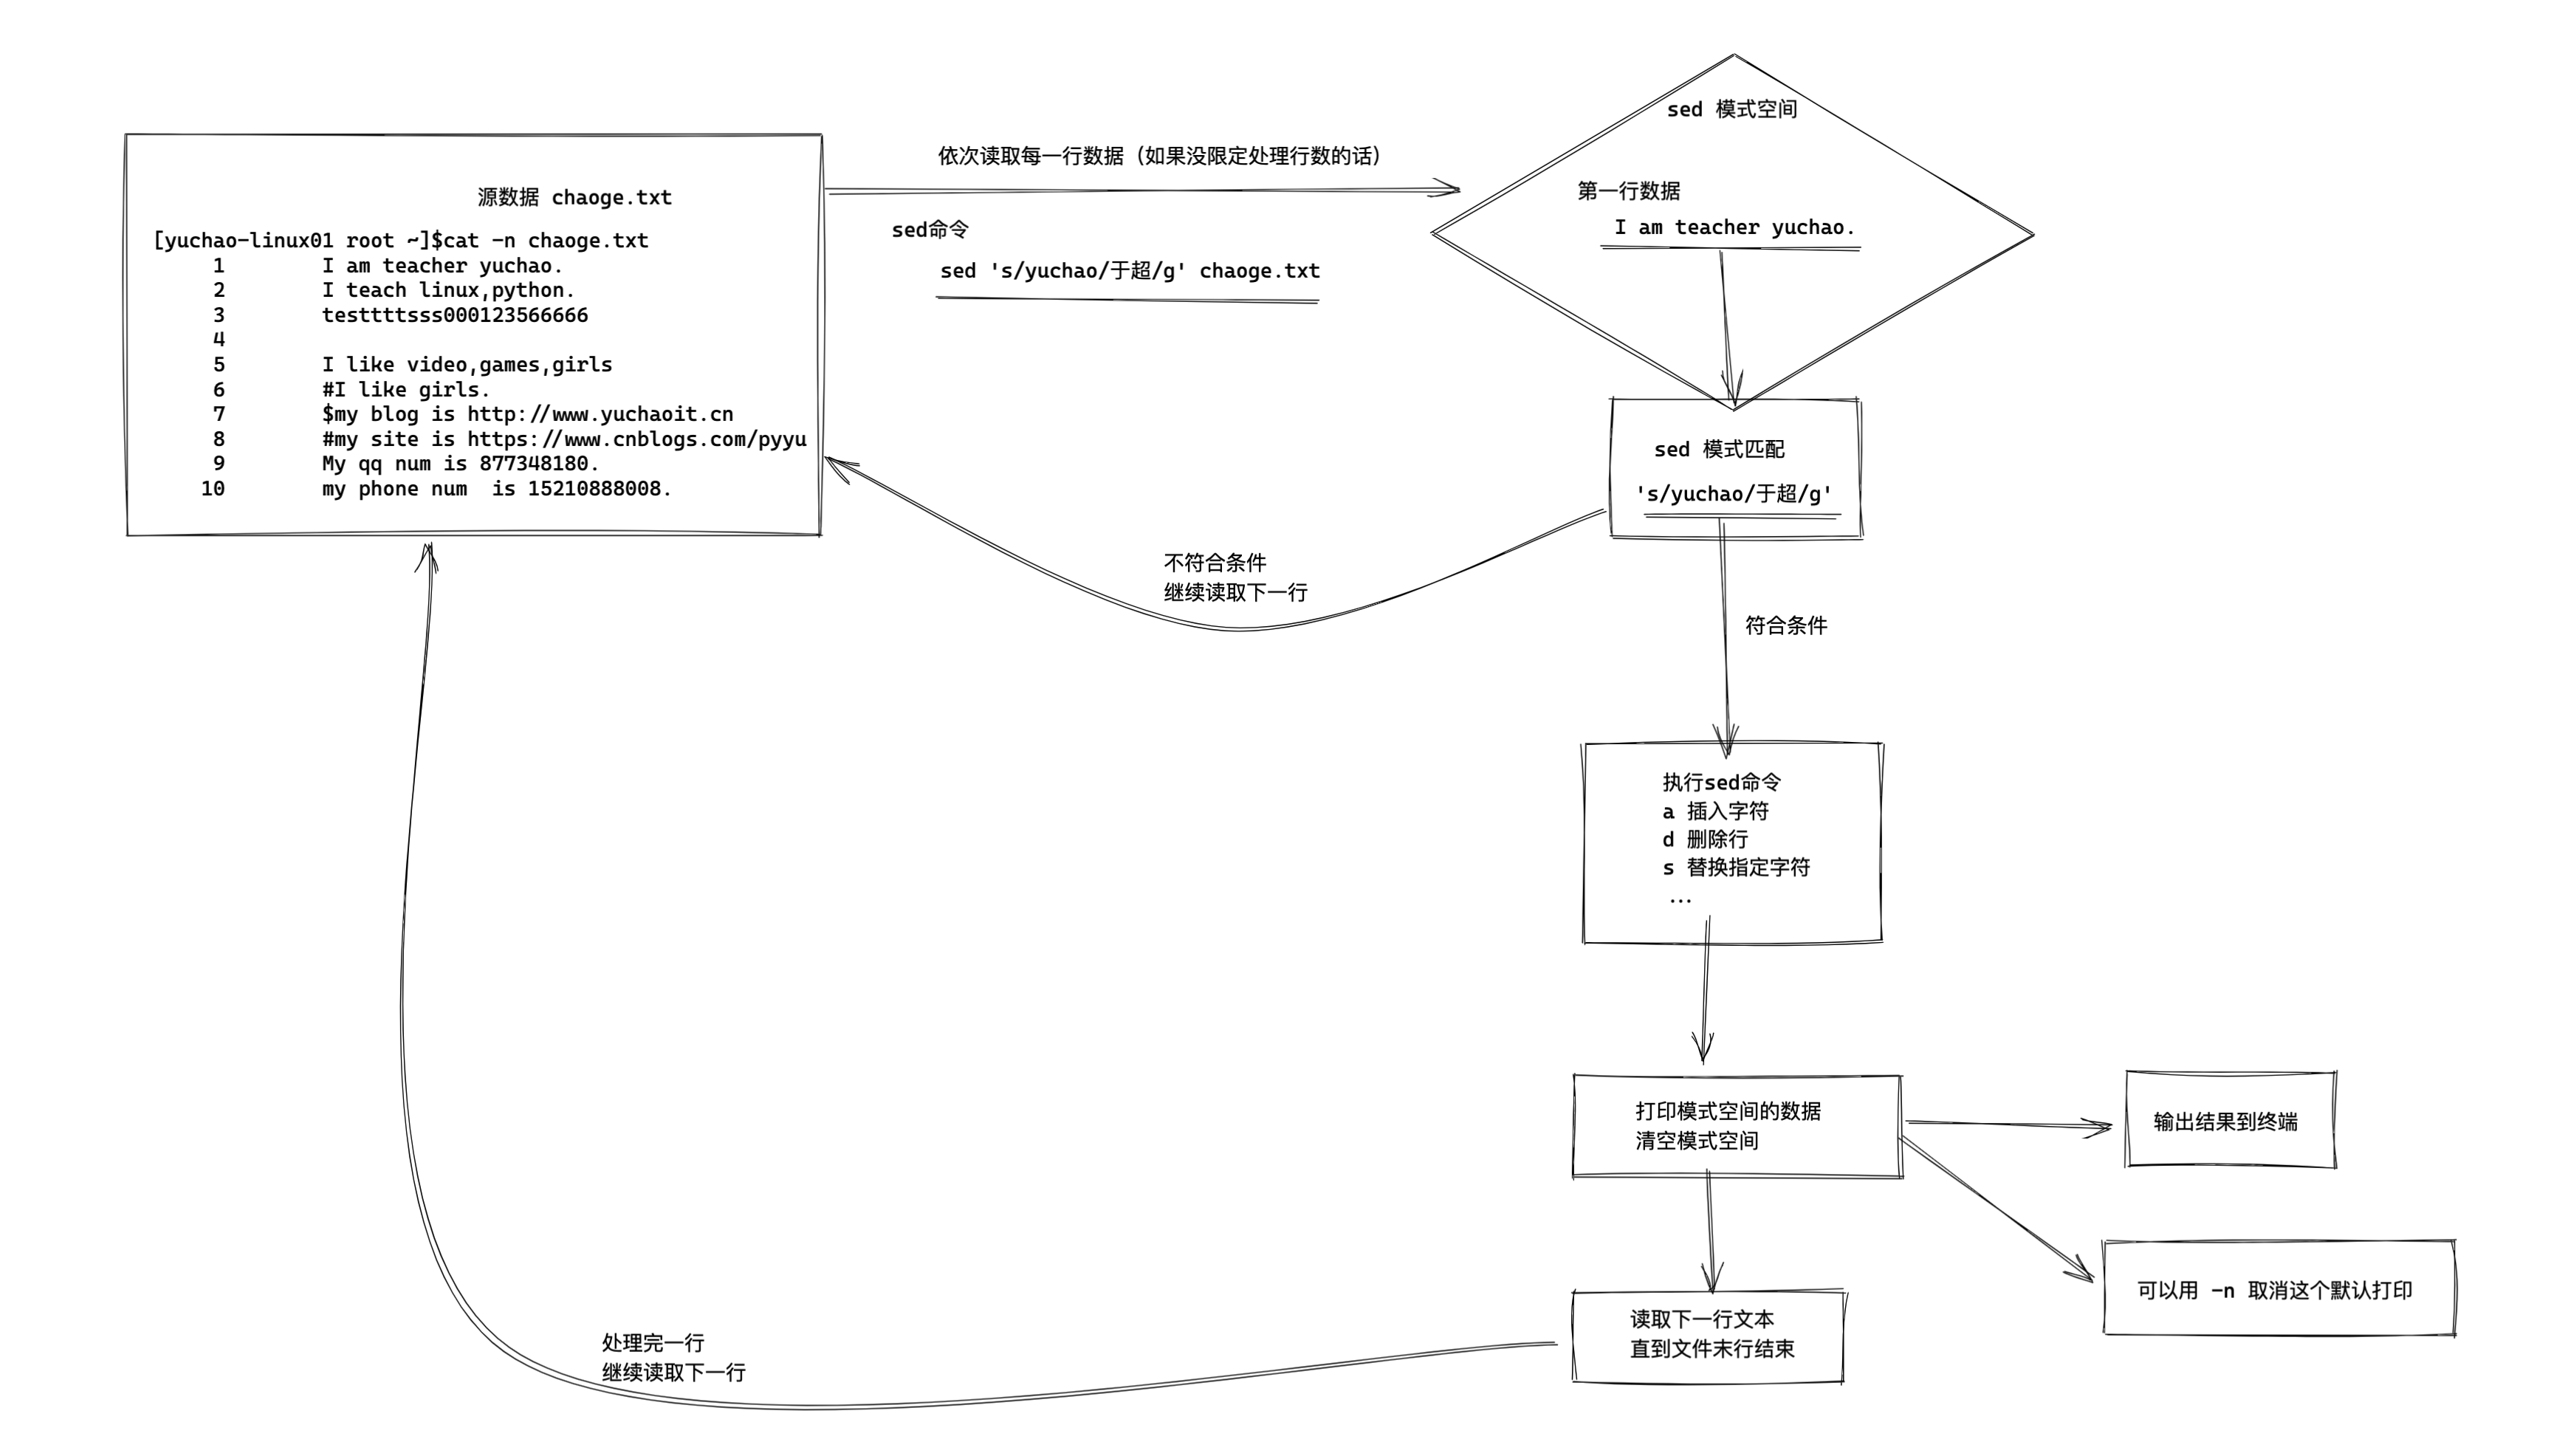 源数据 chaoge.txt
[yuchao-linux01 root ~]$cat -n chaoge.txt
1 I am teacher yuchao.
2 I teach linux,python.
3 testtttsss000123566666
4
5 I like video,games,girls
6 #I like girls.
7 $my blog is http://www.yuchaoit.cn
8 #my site is https://www.cnblogs.com/pyyu
9 My qq num is 877348180.
10 my phone num  is 15210888008.
依次读取每一行数据（如果没限定处理行数的话）
sed命令
sed 's/yuchao/于超/g' chaoge.txt
sed 模式空间
第一行数据
I am teacher yuchao.
sed 模式匹配
's/yuchao/于超/g'
不符合条件
继续读取下一行
符合条件
执行sed命令
a 插入字符
d 删除行
s 替换指定字符
...
打印模式空间的数据
清空模式空间
输出结果到终端
可以用 -n 取消这个默认打印
读取下一行文本
直到文件末行结束
处理完一行
继续读取下一行